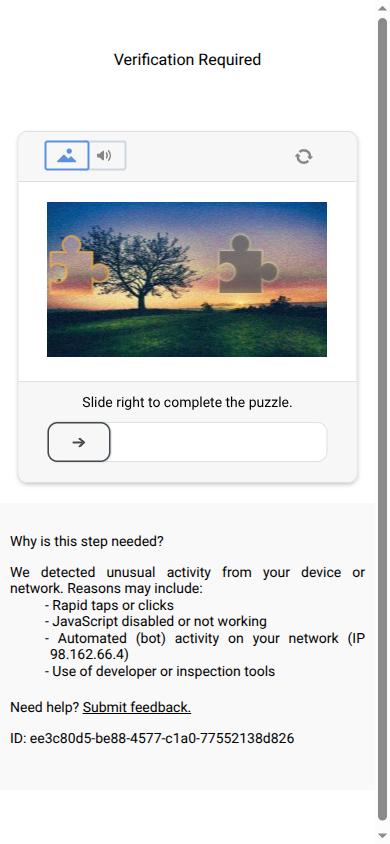 Verification Required
Slide right to complete the puzzle.
Why is this step needed?
We detected unusual activity from your device or
network. Reasons may include:
- Rapid taps or clicks
- JavaScript disabled or not working
- Automated (bot) activity on your network (IP
98.162.66.4)
- Use of developer or inspection tools
Need help? Submit feedback.
ID: ee3c80d5-be88-4577-c1a0-77552138d826